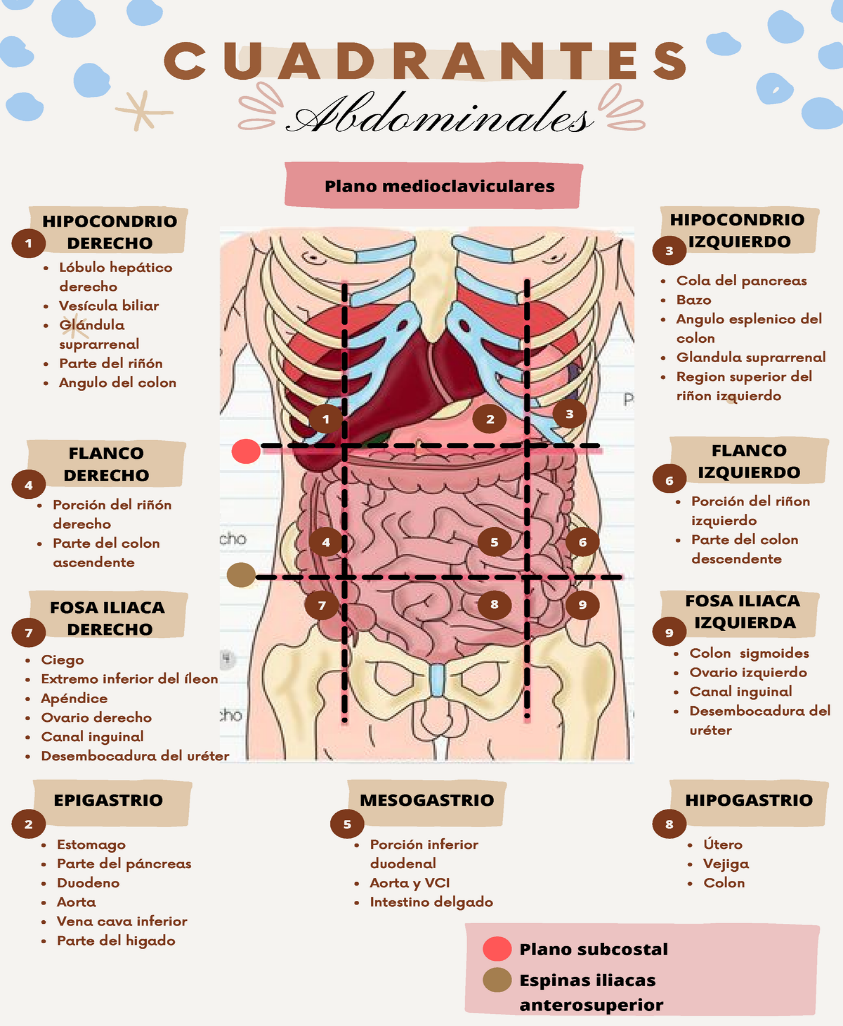 CUADRANTES
Abdominales
Plano medioclaviculares
HIPOCONDRIO
DERECHO
1
• Lóbulo hepático
derecho
• Vesícula biliar
• Glándula
suprarrenal
• Parte del riñón
• Angulo del colon
HIPOCONDRIO
IZQUIERDO
3
• Cola del pancreas
• Bazo
• Angulo esplenico del
colon
• Glandula suprarrenal
• Region superior del
riñon izquierdo
FLANCO
DERECHO
4
• Porción del riñón
derecho
• Parte del colon
ascendente
FLANCO
IZQUIERDO
6
• Porción del riñon
izquierdo
• Parte del colon
descendente
FOSA ILIACA
DERECHO
7
• Ciego
• Extremo inferior del íleon
• Apéndice
• Ovario derecho
• Canal inguinal
• Desembocadura del uréter
FOSA ILIACA
IZQUIERDA
9
• Colon  sigmoides
• Ovario izquierdo
• Canal inguinal
• Desembocadura del
uréter
1
2
3
P
cho
4
5
6
7
8
9
4
cho
EPIGASTRIO
2
• Estomago
• Parte del páncreas
• Duodeno
• Aorta
• Vena cava inferior
• Parte del higado
MESOGASTRIO
5
• Porción inferior
duodenal
• Aorta y VCI
• Intestino delgado
HIPOGASTRIO
8
• Útero
• Vejiga
• Colon
Plano subcostal
Espinas iliacas
anterosuperior